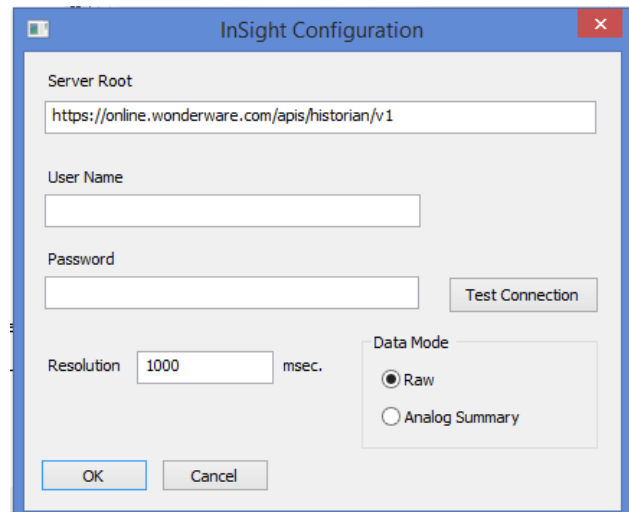 InSight Configuration
Server Root
https://online.wonderware.com/apis/historian/v1
User Name
Password
Test Connection
Resolution 1000 msec.
Data Mode
Raw
Analog Summary
OK Cancel